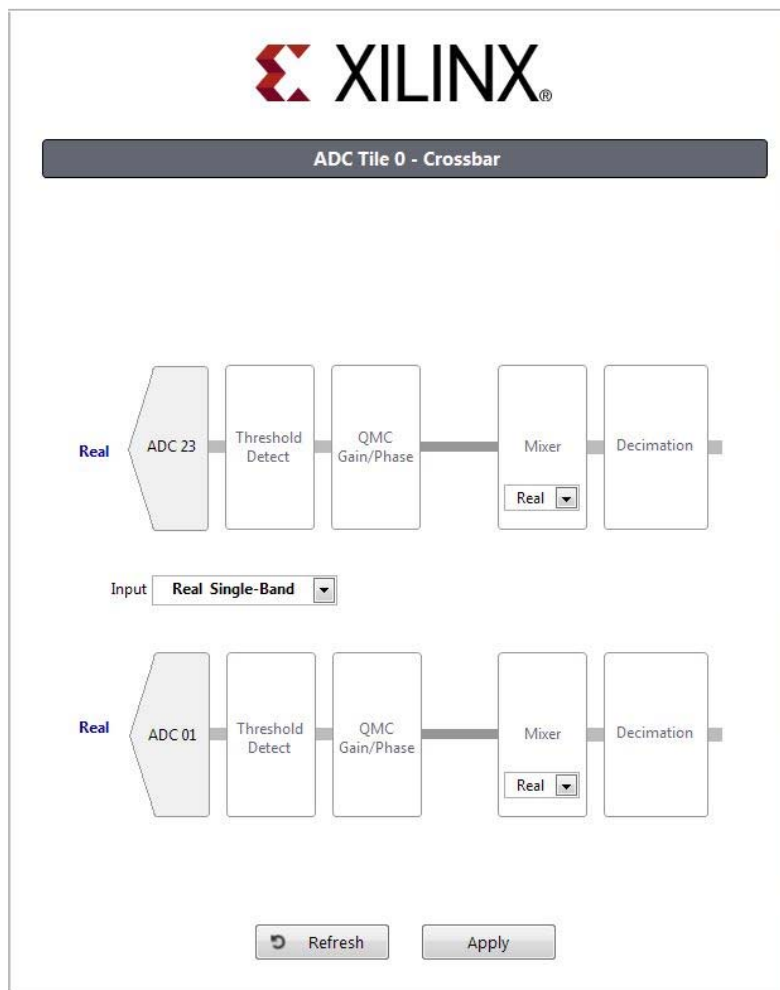 XILINX®
ADC Tile 0 - Crossbar
Real
ADC 23
Threshold
Detect
QMC
Gain/Phase
Mixer
Real
Decimation
Input
Real Single-Band
Real
ADC 01
Threshold
Detect
QMC
Gain/Phase
Mixer
Real
Decimation
Refresh
Apply